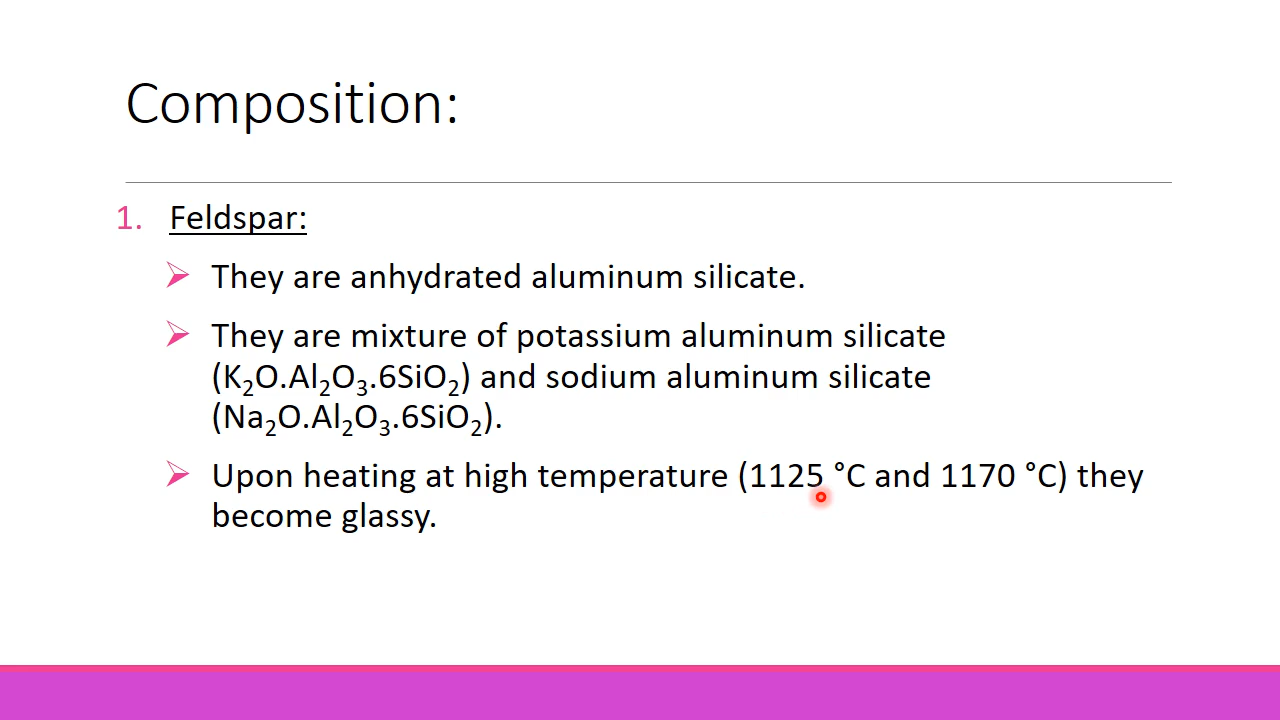 Composition:
1. Feldspar:
They are anhydrated aluminum silicate.
They are mixture of potassium aluminum silicate
(K₂O.Al₂O₃.6SiO₂) and sodium aluminum silicate
(Na₂O.Al₂O₃.6SiO₂).
Upon heating at high temperature (1125 °C and 1170 °C) they
become glassy.